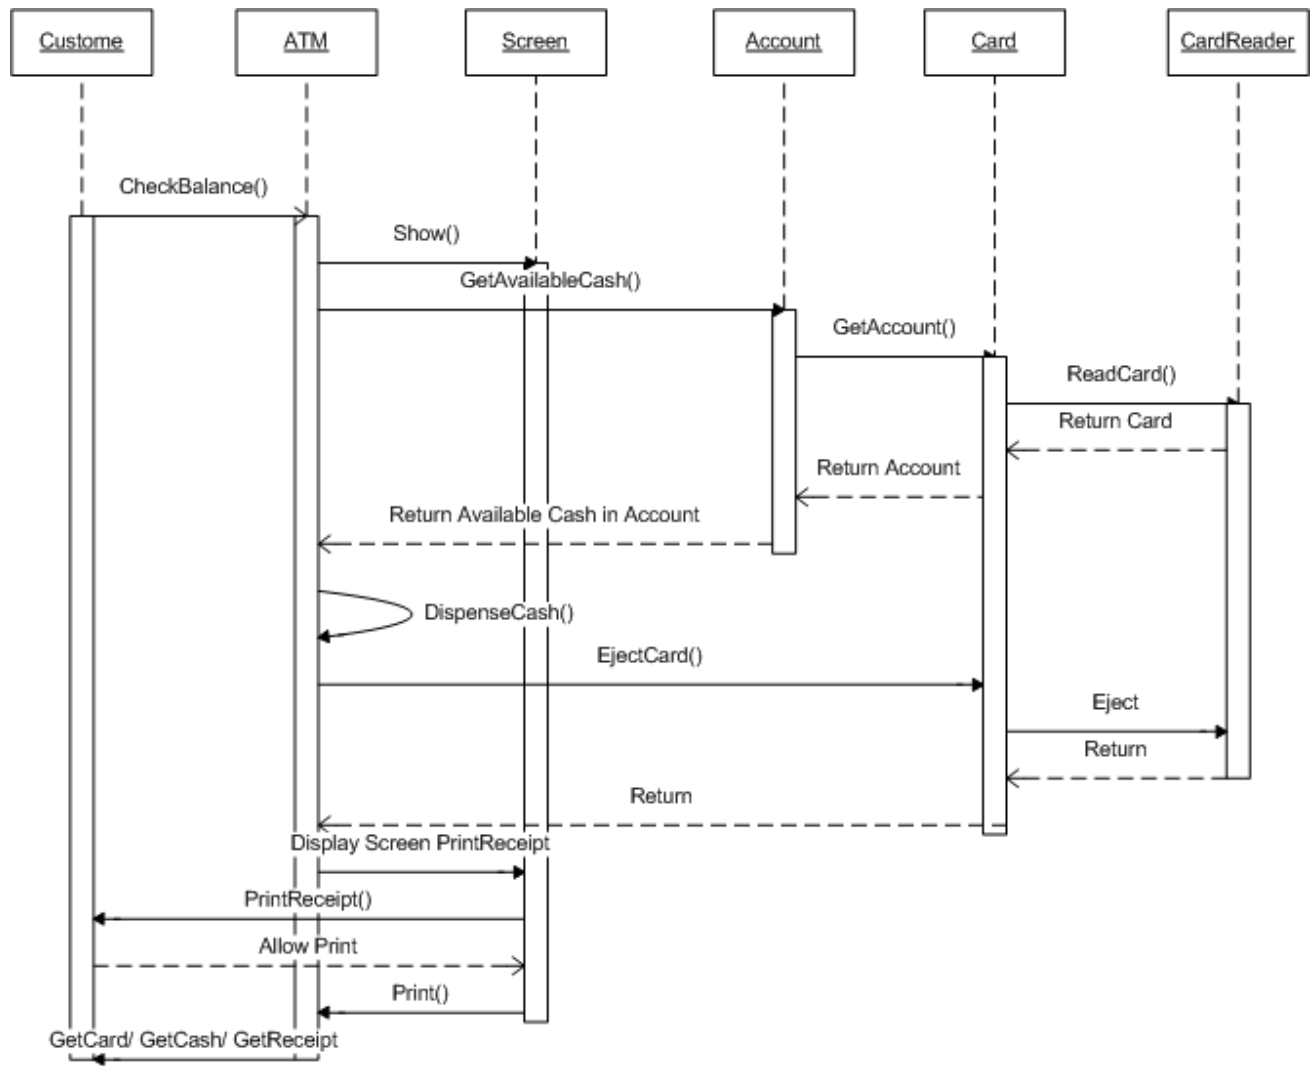 Custome
ATM
Screen
Account
Card
CardReader
CheckBalance()
Show()
GetAvailableCash()
GetAccount()
ReadCard()
Return Card
Return Account
Return Available Cash in Account
DispenseCash()
EjectCard()
Eject
Return
Return
Display Screen PrintReceipt
PrintReceipt()
Allow Print
Print()
GetCard/ GetCash/ GetReceipt